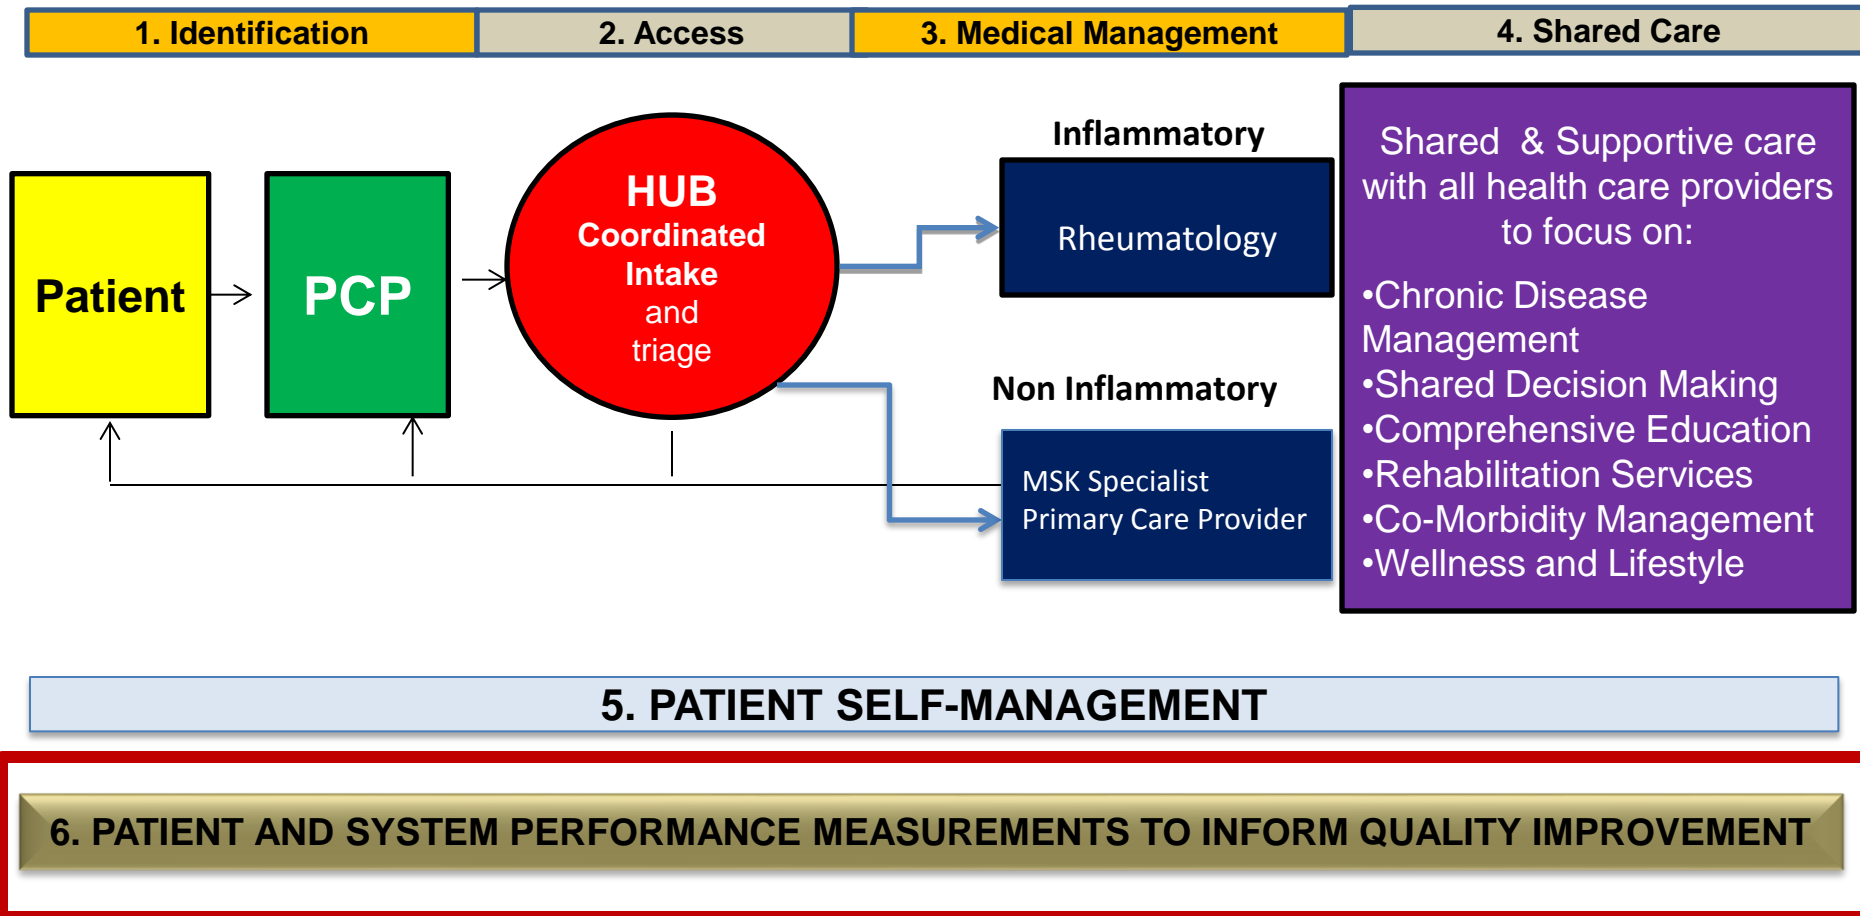 1. Identification
2. Access
3. Medical Management
4. Shared Care
Patient
PCP
HUB
Coordinated
Intake
and
triage
Inflammatory
Rheumatology
Non Inflammatory
MSK Specialist
Primary Care Provider
Shared & Supportive care
with all health care providers
to focus on:
•Chronic Disease
Management
•Shared Decision Making
•Comprehensive Education
•Rehabilitation Services
•Co-Morbidity Management
•Wellness and Lifestyle
5. PATIENT SELF-MANAGEMENT
6. PATIENT AND SYSTEM PERFORMANCE MEASUREMENTS TO INFORM QUALITY IMPROVEMENT